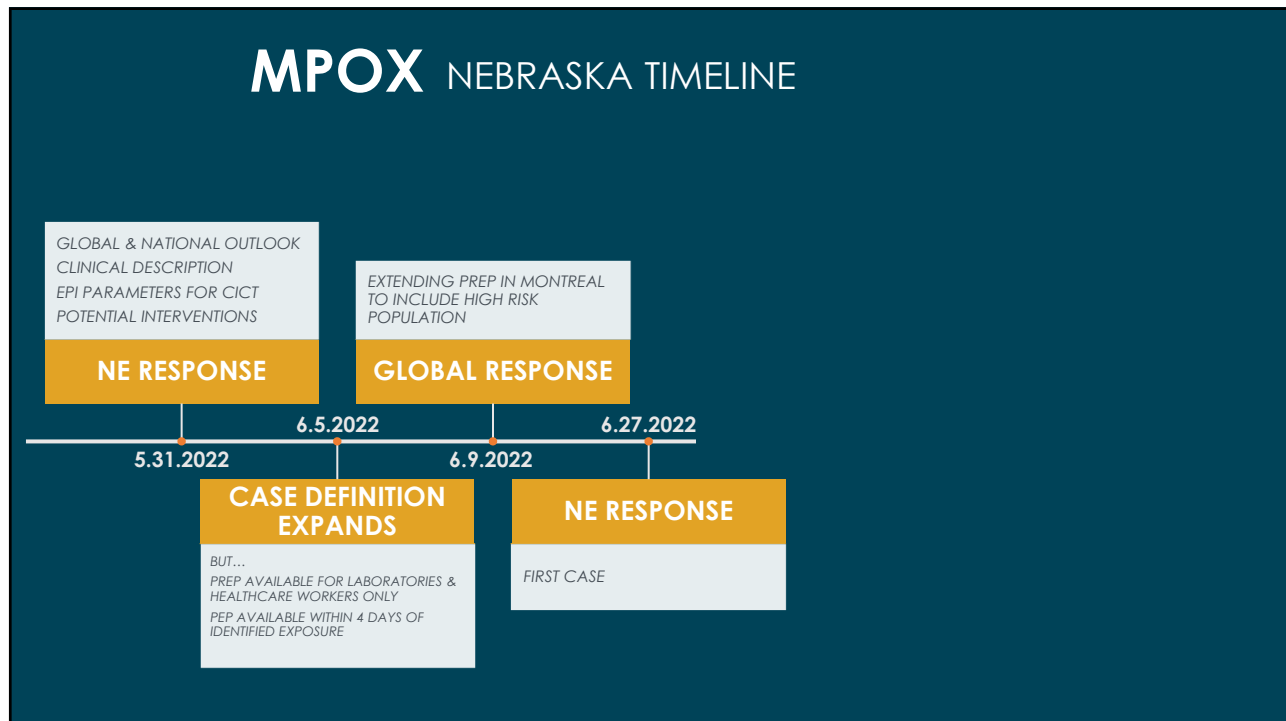 MPOX NEBRASKA TIMELINE
GLOBAL & NATIONAL OUTLOOK
CLINICAL DESCRIPTION
EPI PARAMETERS FOR CICT
POTENTIAL INTERVENTIONS
NE RESPONSE
5.31.2022
6.5.2022
CASE DEFINITION
EXPANDS
BUT...
PREP AVAILABLE FOR LABORATORIES &
HEALTHCARE WORKERS ONLY
PEP AVAILABLE WITHIN 4 DAYS OF
IDENTIFIED EXPOSURE
EXTENDING PREP IN MONTREAL
TO INCLUDE HIGH RISK
POPULATION
GLOBAL RESPONSE
6.9.2022
6.27.2022
NE RESPONSE
FIRST CASE